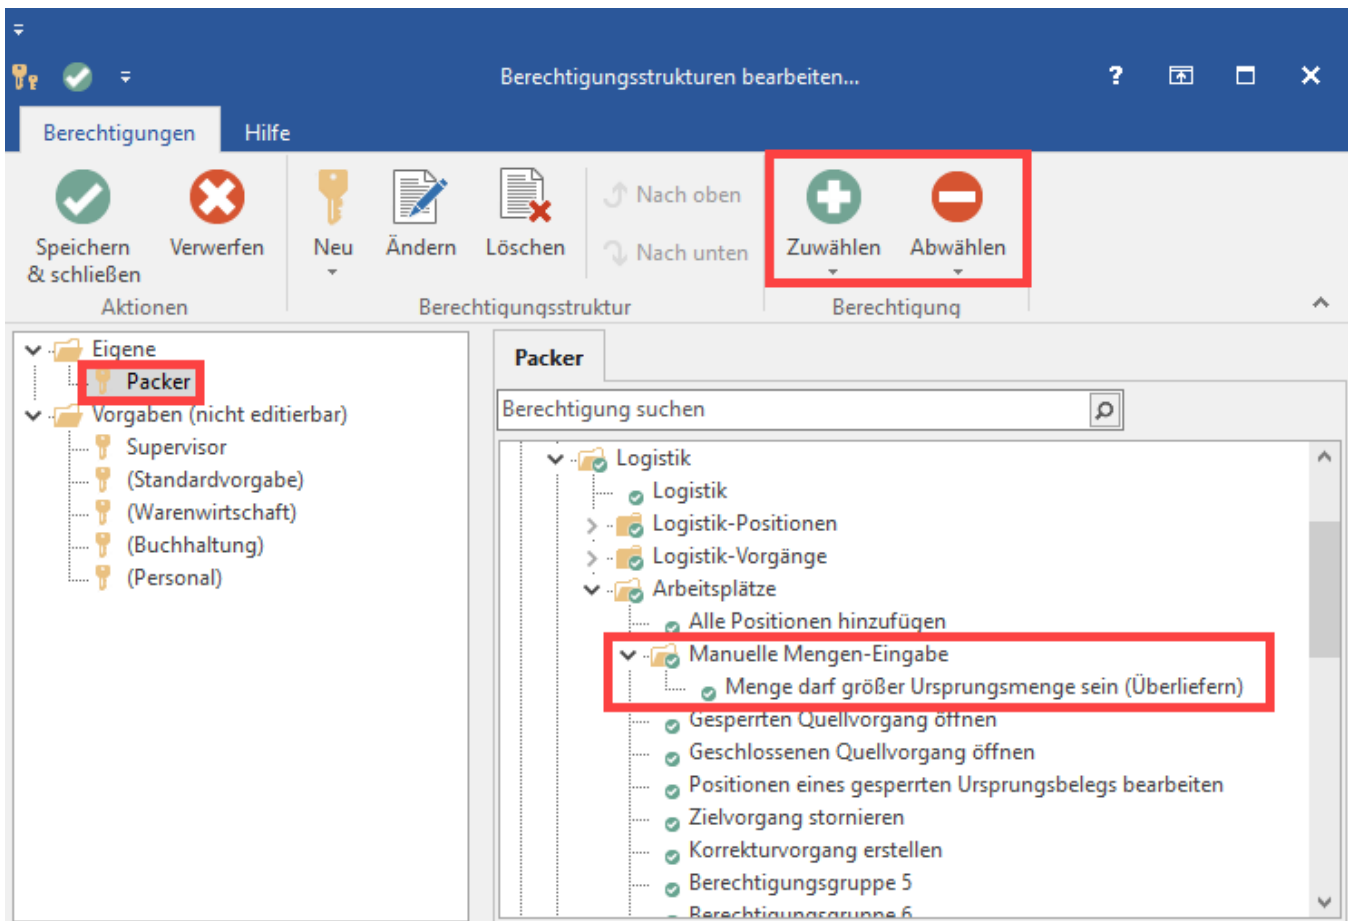 Berechtigungsstrukturen bearbeiten...
?
Berechtigungen Hilfe
Speichern & schließen
Verwerfen
Neu
Ändern
Löschen
Nach oben
Nach unten
Zuwählen
Abwählen
Aktionen
Berechtigungsstruktur
Berechtigung
Eigene
Packer
Vorgaben (nicht editierbar)
Supervisor
(Standardvorgabe)
(Warenwirtschaft)
(Buchhaltung)
(Personal)
Packer
Berechtigung suchen
Logistik
Logistik
Logistik-Positionen
Logistik-Vorgänge
Arbeitsplätze
Alle Positionen hinzufügen
Manuelle Mengen-Eingabe
Menge darf größer Ursprungsmenge sein (Überliefern)
Gesperrten Quellvorgang öffnen
Geschlossenen Quellvorgang öffnen
Positionen eines gesperrten Ursprungsbelegs bearbeiten
Zielvorgang stornieren
Korrekturvorgang erstellen
Berechtigungsgruppe 5
Berechtigungsgruppe 6